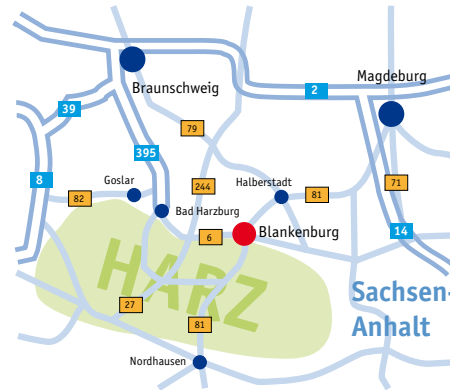 Braunschweig
Magdeburg
2
39
79
395
8
Goslar
244
Halberstadt
81
71
82
Bad Harzburg
6
Blankenburg
14
HARZ
Sachsen-
Anhalt
27
81
Nordhausen